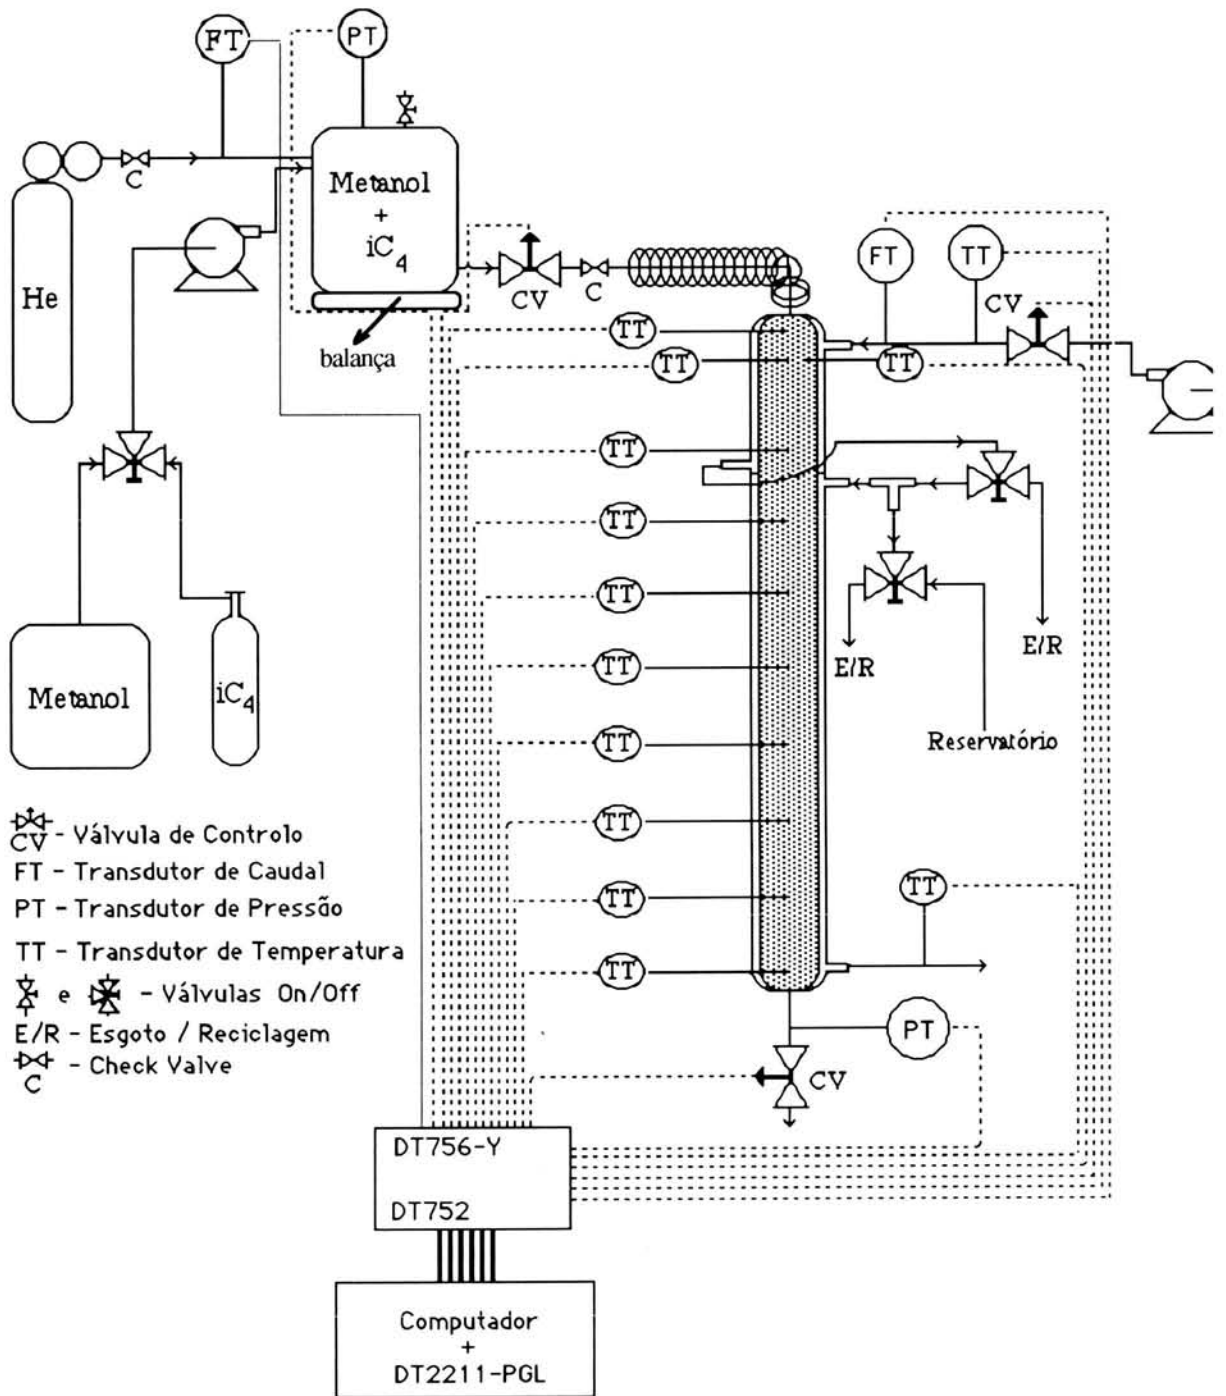 FT
PT
C
Metanol
+
iC4
He
CV
C
balança
FT
TT
CV
TT
TT
TT
TT
TT
TT
TT
TT
TT
TT
TT
E/R
E/R
Reservatório
Metanol
iC4
CV - Válvula de Controlo
FT - Transdutor de Caudal
PT - Transdutor de Pressão
TT - Transdutor de Temperatura
e - Válvulas On/Off
E/R - Esgoto / Reciclagem
C - Check Valve
TT
PT
CV
DT756-Y
DT752
Computador
+
DT2211-PGL